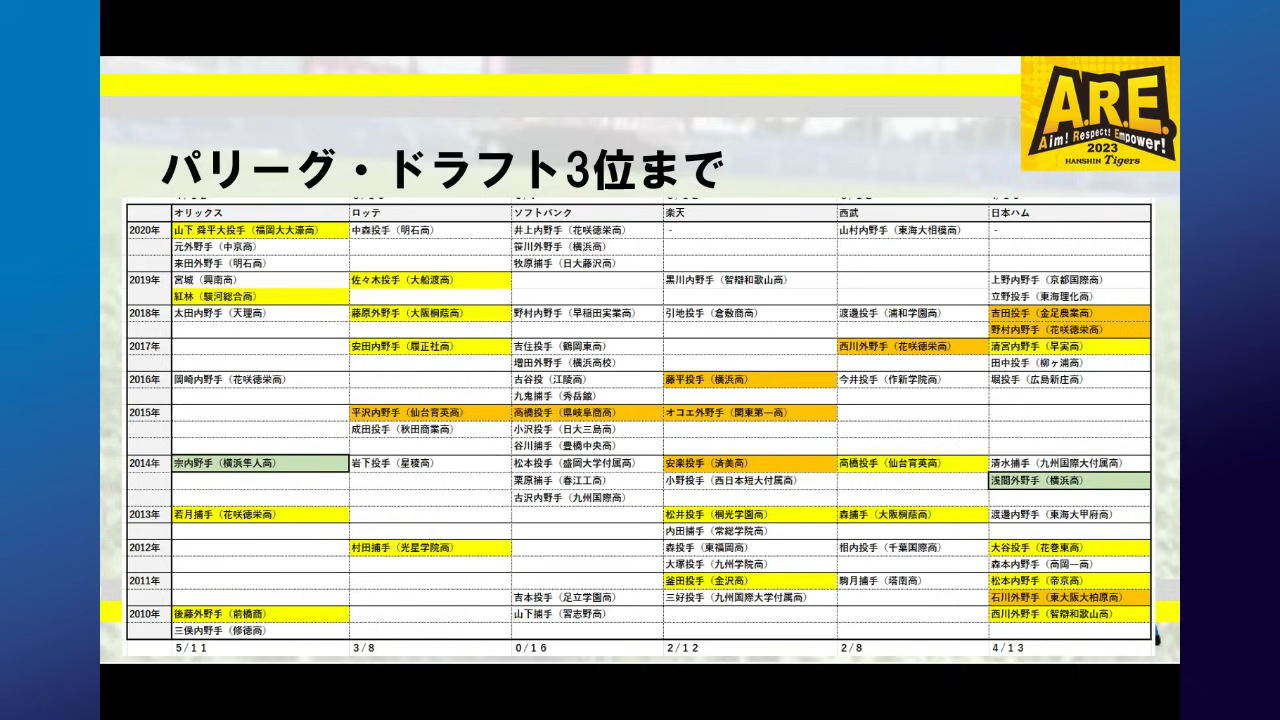 A.R.E.
Aim! Respect! Empower!
2023
HANSHIN Tigers
パリーグ・ドラフト3位まで
オリックス ロッテ ソフトバンク 楽天 西武 日本ハム
2020年 山下 舜平大投手（福岡大大濠高） 中森投手（明石高） 井上内野手（花咲徳栄高） - 山村内野手（東海大相模高） -
元外野手（中京高） 笹川外野手（横浜高）
来田外野手（明石高） 牧原捕手（日大藤沢高）
2019年 宮城（興南高） 佐々木投手（大船渡高） 黒川内野手（智辯和歌山高） 上野内野手（京都国際高）
紅林（駿河総合高） 立野投手（東海理化高）
2018年 太田内野手（天理高） 藤原外野手（大阪桐蔭高） 野村内野手（早稲田実業高） 引地投手（倉敷商高） 渡邉投手（浦和学園高） 吉田投手（金足農業高）
野村内野手（花咲徳栄高）
2017年 安田内野手（履正社高） 吉住投手（鶴岡東高） 西川外野手（花咲徳栄高） 清宮内野手（早実高）
増田外野手（横浜高校） 田中投手（柳ヶ浦高）
2016年 岡崎内野手（花咲徳栄高） 古谷投（江陵高） 藤平投手（横浜高） 今井投手（作新学院高） 堀投手（広島新庄高）
九鬼捕手（秀岳館）
2015年 平沢内野手（仙台育英高） 高橋投手（県岐阜商高） オコエ外野手（関東第一高）
成田投手（秋田商業高） 小沢投手（日大三島高）
谷川捕手（豊橋中央高）
2014年 宗内野手（横浜隼人高） 岩下投手（星稜高） 松本投手（盛岡大学付属高） 安楽投手（済美高） 高橋投手（仙台育英高） 清水捕手（九州国際大付属高）
栗原捕手（春江工高） 小野投手（西日本短大付属高） 浅間外野手（横浜高）
古沢内野手（九州国際高）
2013年 若月捕手（花咲徳栄高） 松井投手（桐光学園高） 森捕手（大阪桐蔭高） 渡邊内野手（東海大甲府高）
内田捕手（常総学院高）
2012年 村田捕手（光星学院高） 森投手（東福岡高） 相内投手（千葉国際高） 大谷投手（花巻東高）
大塚投手（九州学院高） 森本内野手（高岡一高）
2011年 釜田投手（金沢高） 駒月捕手（塔南高） 松本内野手（帝京高）
吉本投手（足立学園高） 三好投手（九州国際大学付属高） 石川外野手（東大阪大柏原高）
2010年 後藤外野手（前橋商） 山下捕手（習志野高） 西川外野手（智辯和歌山高）
三俣内野手（修徳高）
5/11 3/8 0/16 2/12 2/8 4/13